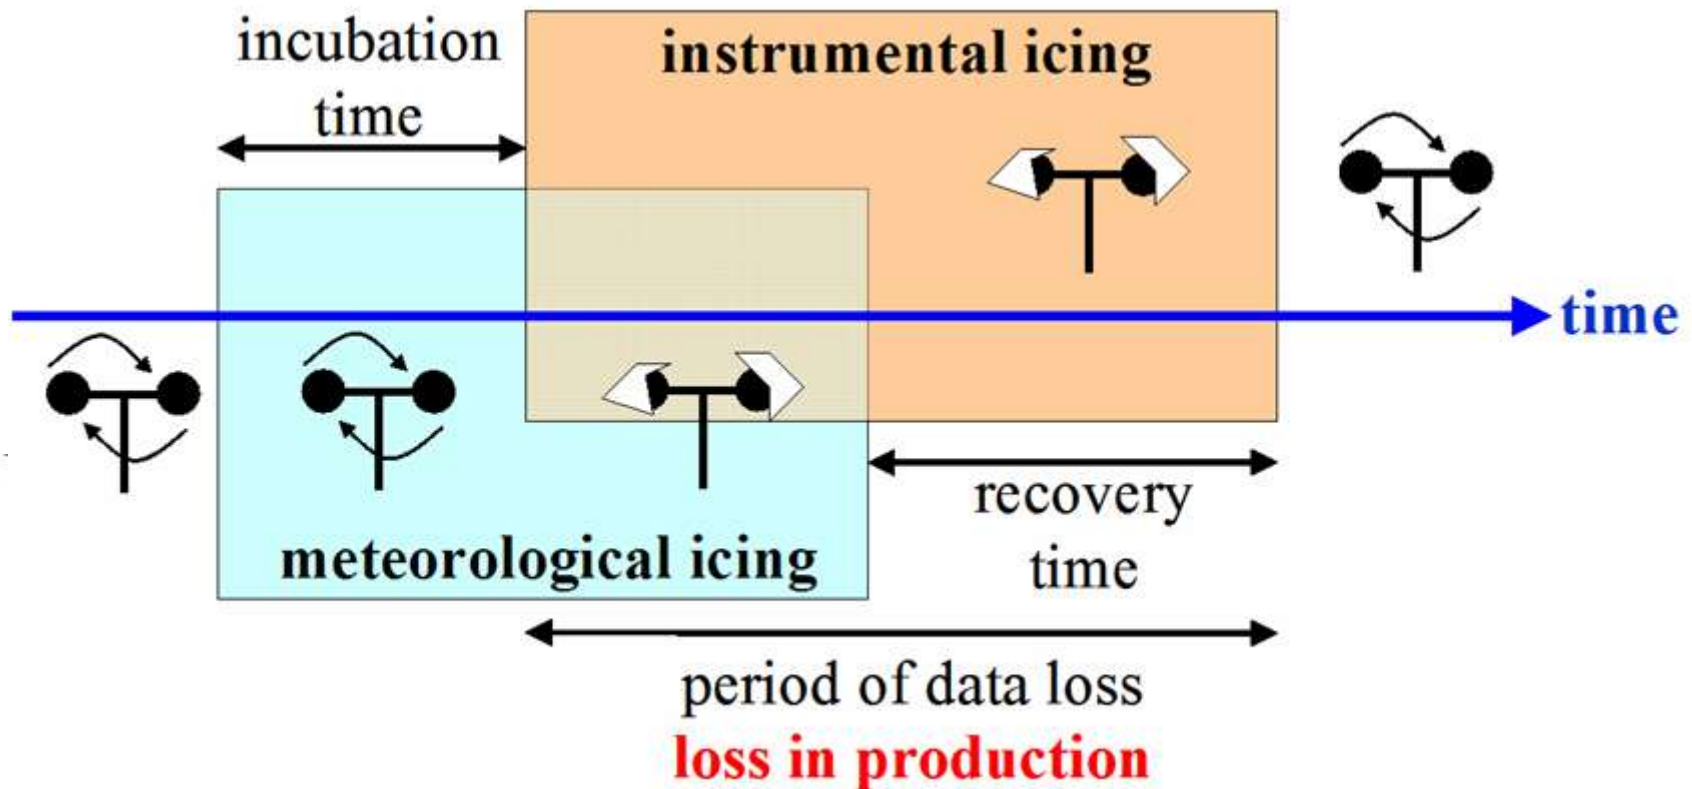 incubation
time
instrumental icing
time
meteorological icing
recovery
time
period of data loss
loss in production